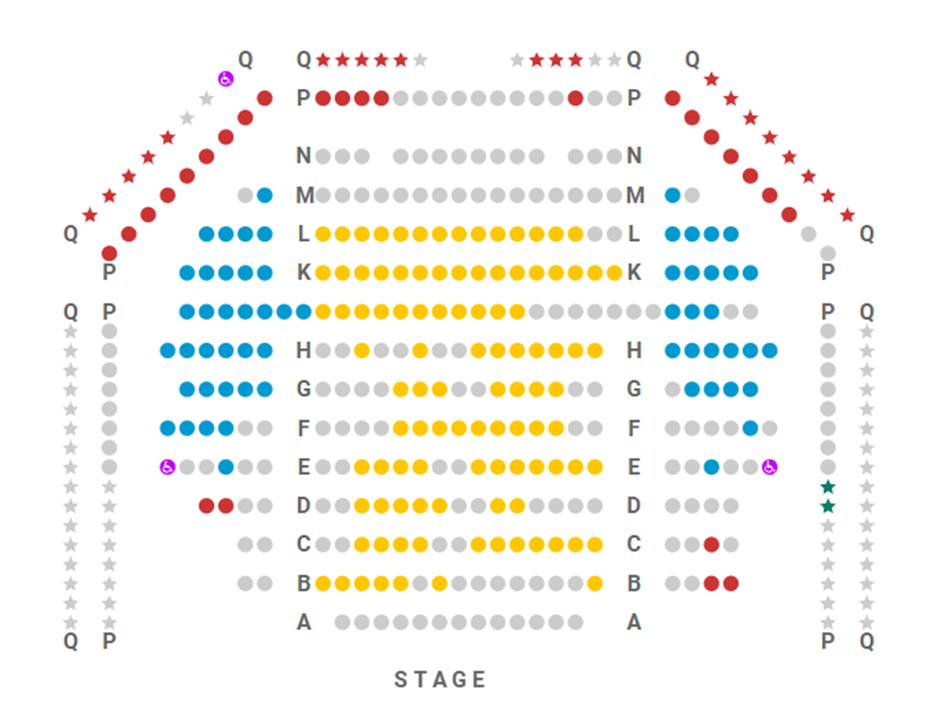 Q Q Q Q
P P
N N
M M
Q L L Q
P K K P
Q P P Q
H H
G G
F F
E E
D D
C C
B B
A A
Q P P Q
STAGE